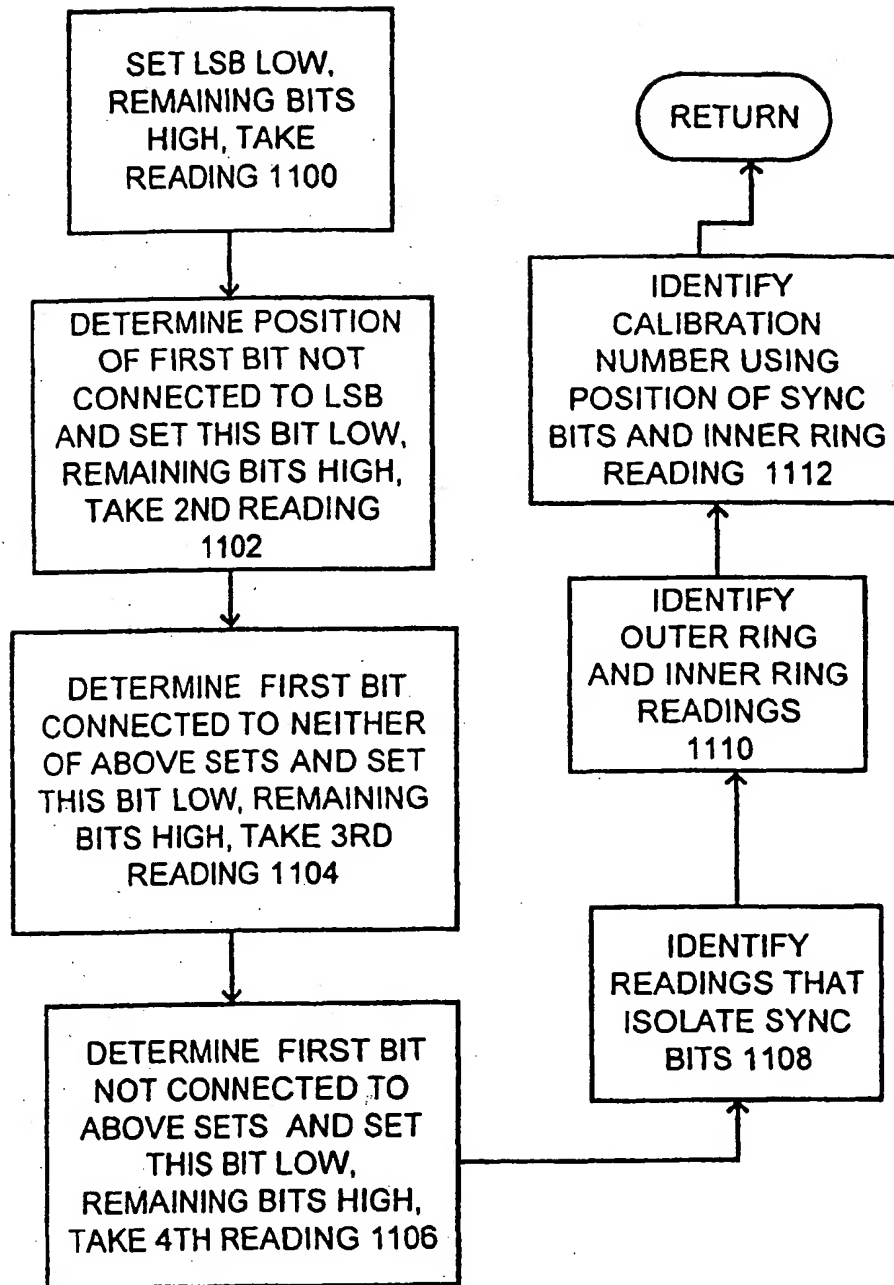 SET LSB LOW,
REMAINING BITS
HIGH, TAKE
READING 1100
DETERMINE POSITION
OF FIRST BIT NOT
CONNECTED TO LSB
AND SET THIS BIT LOW,
REMAINING BITS HIGH,
TAKE 2ND READING
1102
DETERMINE FIRST BIT
CONNECTED TO NEITHER
OF ABOVE SETS AND SET
THIS BIT LOW, REMAINING
BITS HIGH, TAKE 3RD
READING 1104
DETERMINE FIRST BIT
NOT CONNECTED TO
ABOVE SETS AND SET
THIS BIT LOW,
REMAINING BITS HIGH,
TAKE 4TH READING 1106
IDENTIFY
READINGS THAT
ISOLATE SYNC
BITS 1108
IDENTIFY
OUTER RING
AND INNER RING
READINGS
1110
IDENTIFY
CALIBRATION
NUMBER USING
POSITION OF SYNC
BITS AND INNER RING
READING 1112
RETURN